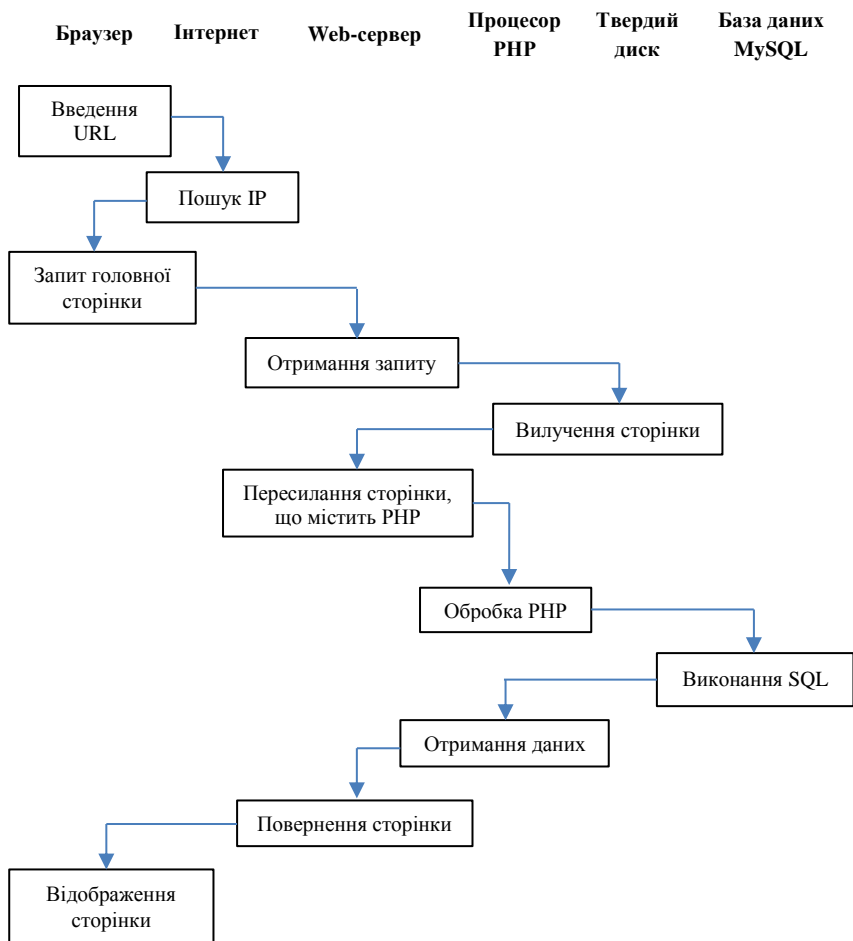 Браузер Інтернет Web-сервер Процесор PHP Твердий диск База даних MySQL
Введення
URL
Пошук IP
Запит головної
сторінки
Отримання запиту
Вилучення сторінки
Пересилання сторінки,
що містить PHP
Обробка PHP
Виконання SQL
Отримання даних
Повернення сторінки
Відображення
сторінки